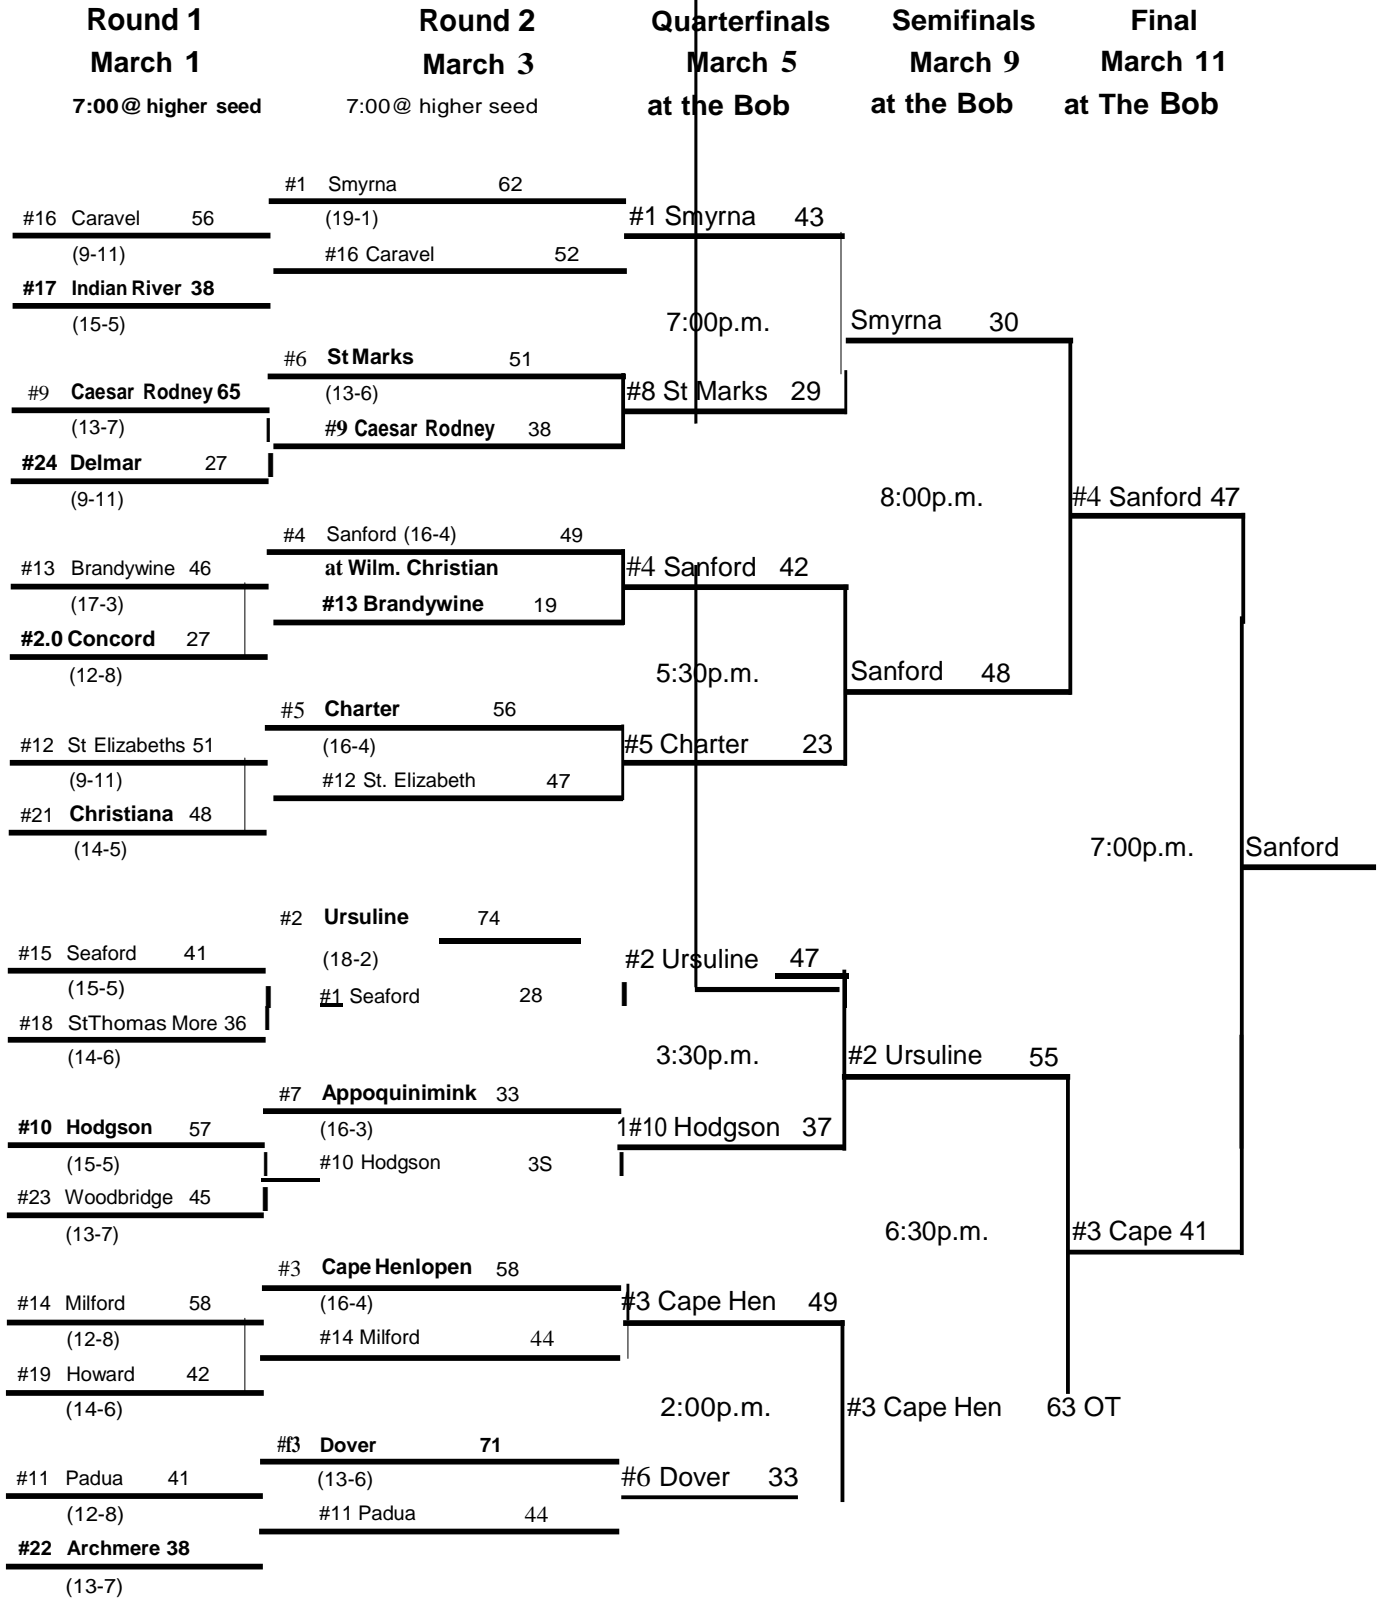 Round 1 Round 2 Quarterfinals Semifinals Final
March 1 March 3 March 5 March 9 March 11
7:00@ higher seed 7:00@ higher seed at the Bob at the Bob at The Bob
#1 Smyrna 62
#16 Caravel 56 (19-1) #1 Smyrna 43
(9-11) #16 Caravel 52
#17 Indian River 38
(15-5) 7:00p.m. Smyrna 30
#6 St Marks 51
#9 Caesar Rodney 65 (13-6) #8 St Marks 29
(13-7) #9 Caesar Rodney 38
#24 Delmar 27
(9-11) 8:00p.m. #4 Sanford 47
#4 Sanford (16-4) 49
#13 Brandywine 46 at Wilm. Christian #4 Sanford 42
(17-3) #13 Brandywine 19
#2.0 Concord 27
(12-8) 5:30p.m. Sanford 48
#5 Charter 56
#12 St Elizabeths 51 (16-4) #5 Charter 23
(9-11) #12 St. Elizabeth 47
#21 Christiana 48
(14-5) 7:00p.m. Sanford
#2 Ursuline 74
#15 Seaford 41 (18-2) #2 Ursuline 47
(15-5) #1 Seaford 28
#18 StThomas More 36
(14-6) 3:30p.m. #2 Ursuline 55
#7 Appoquinimink 33
#10 Hodgson 57 (16-3) 1#10 Hodgson 37
(15-5) #10 Hodgson 3S
#23 Woodbridge 45
(13-7) 6:30p.m. #3 Cape 41
#3 Cape Henlopen 58
#14 Milford 58 (16-4) #3 Cape Hen 49
(12-8) #14 Milford 44
#19 Howard 42
(14-6) 2:00p.m. #3 Cape Hen 63 OT
#f3 Dover 71
#11 Padua 41 (13-6) #6 Dover 33
(12-8) #11 Padua 44
#22 Archmere 38
(13-7)